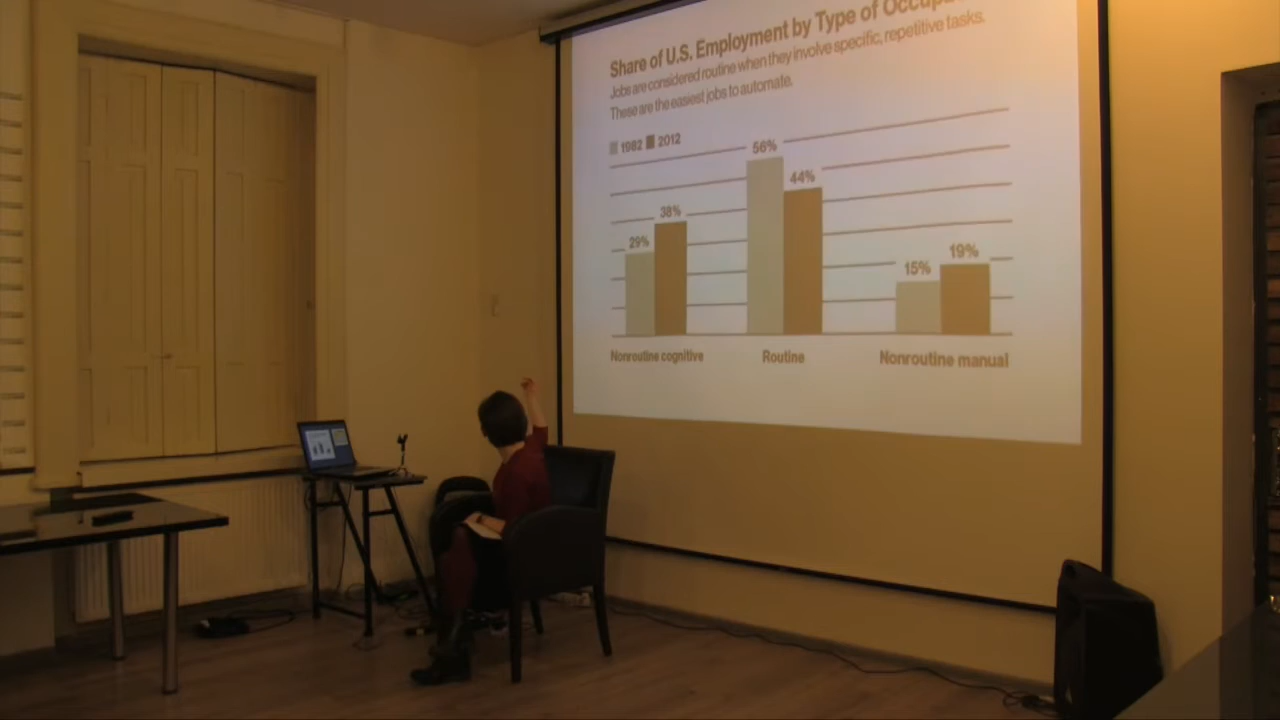 Share of U.S. Employment by Type of
Jobs are considered routine when they involve specific, repetitive tasks.
These are the easiest jobs to automate.
1982 2012
56%
44%
38%
29%
19%
15%
Nonroutine cognitive Routine Nonroutine manual